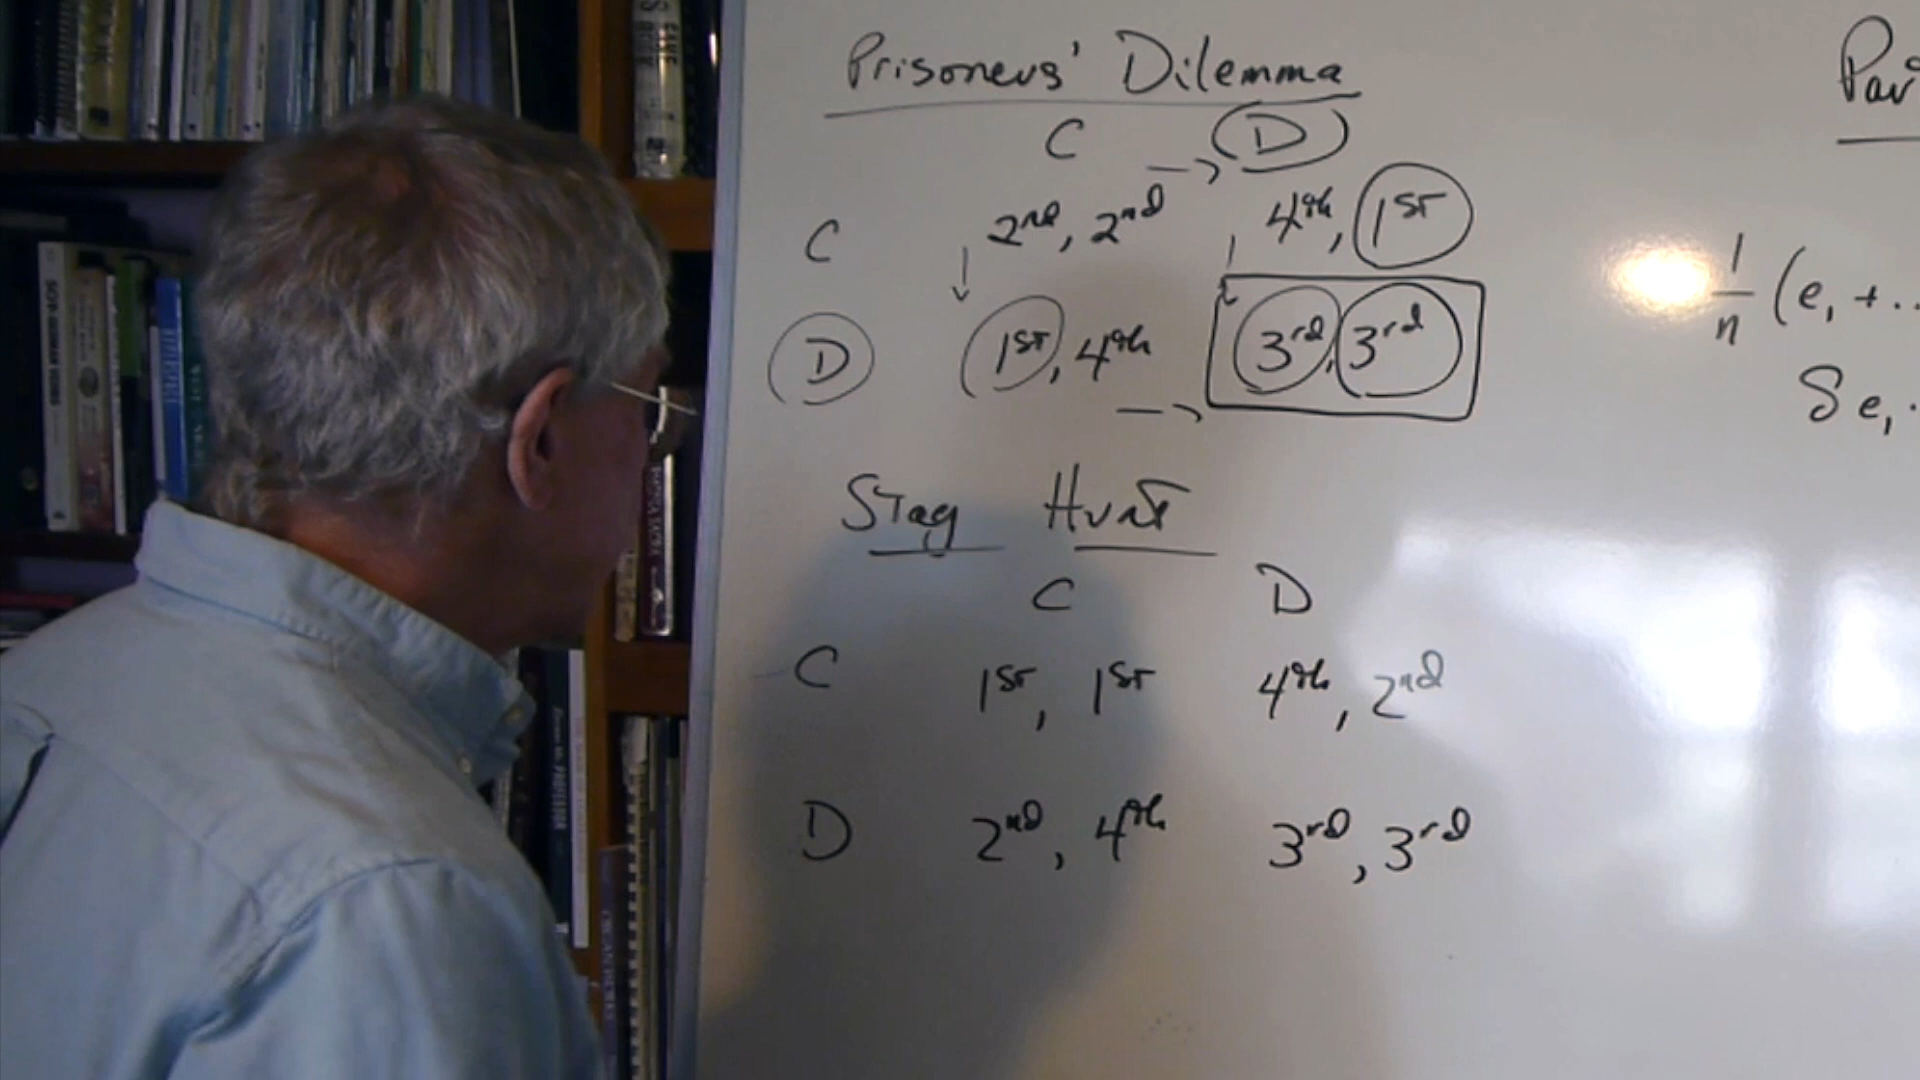 Prisoners' Dilemma
C D
C 2nd, 2nd → 4th, 1st
↓ ↓
D 1st, 4th 3rd, 3rd
→
Stag Hunt
C D
C 1st, 1st 4th, 2nd
D 2nd, 4th 3rd, 3rd
1/n (e₁ + ..